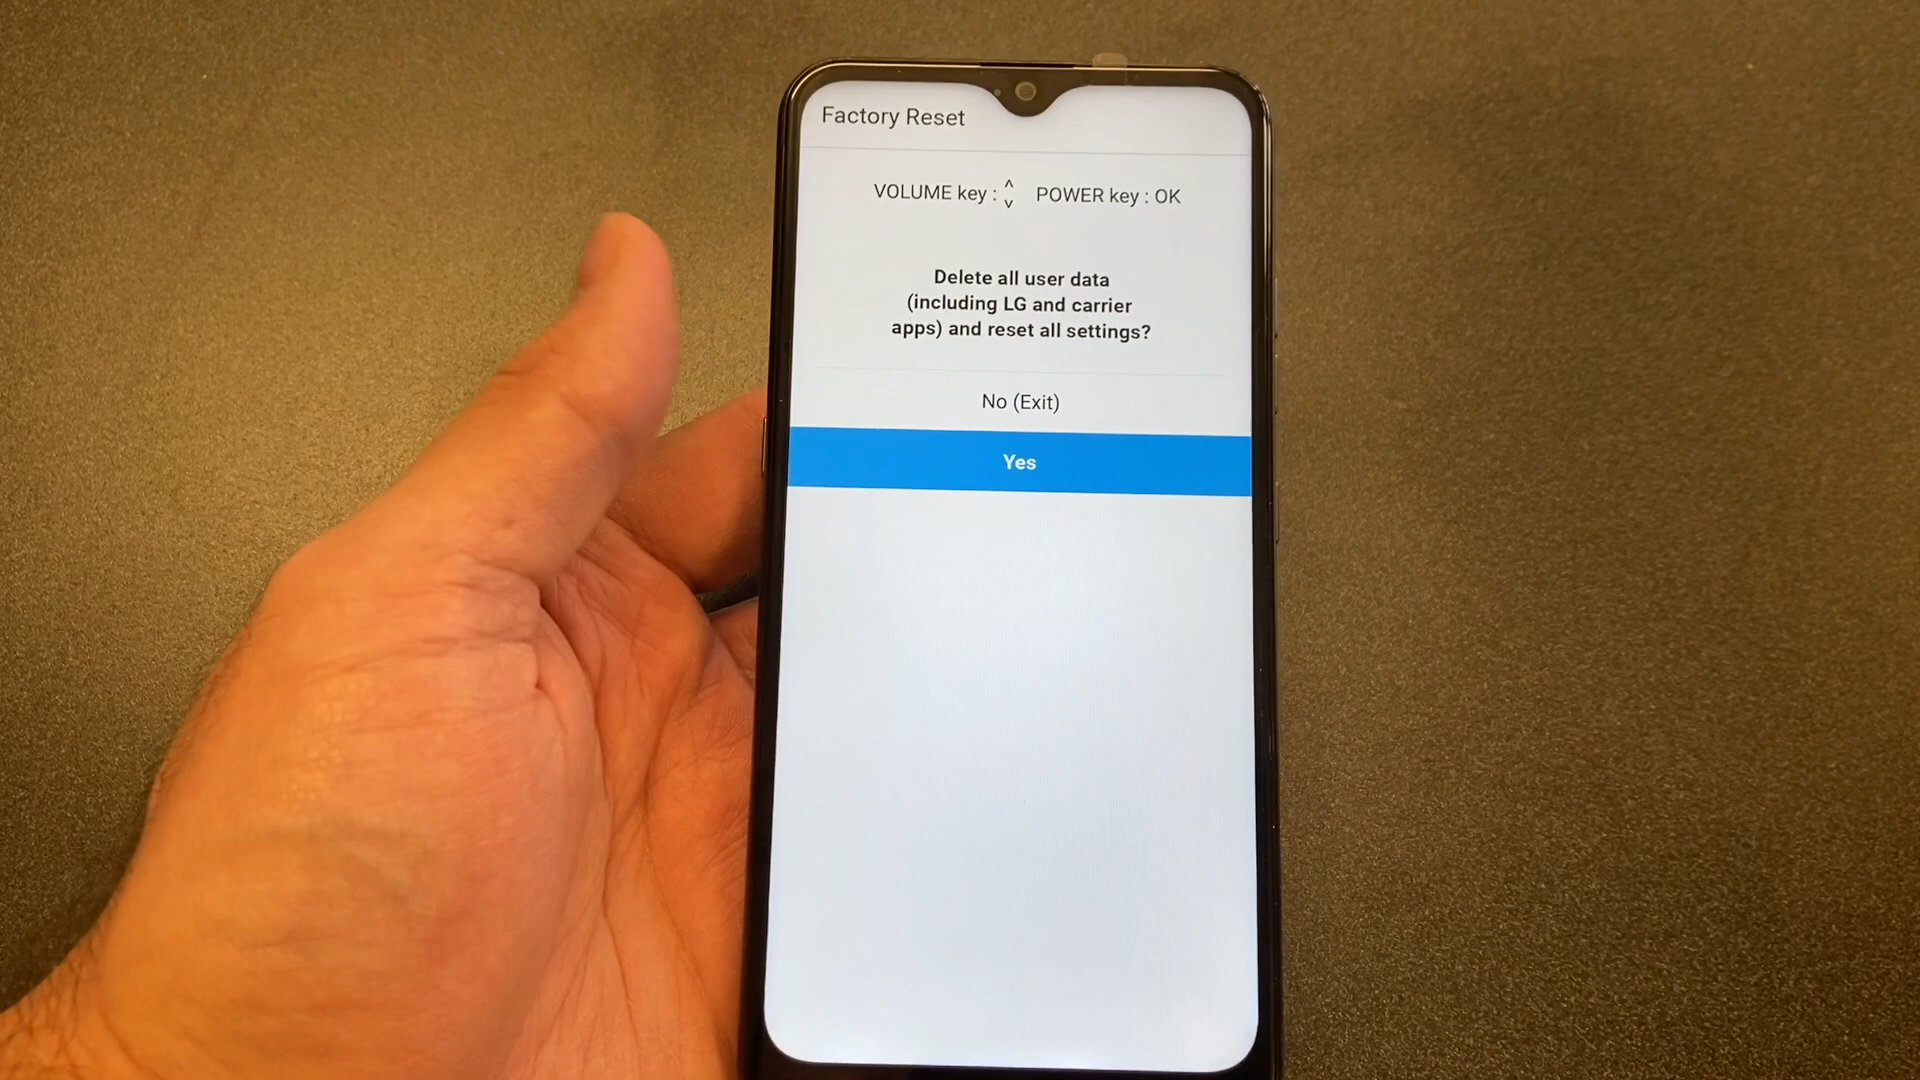 Factory Reset
VOLUME key : ^ v POWER key : OK
Delete all user data
(including LG and carrier
apps) and reset all settings?
No (Exit)
Yes